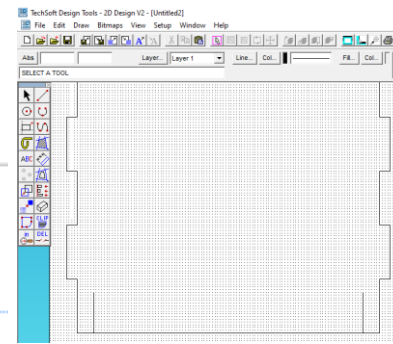 TechSoft Design Tools - 2D Design V2 - [Untitled2]
File Edit Draw Bitmaps View Setup Window Help
Abs Layer... Layer 1 Line... Col... Fill... Col...
SELECT A TOOL.
ABC
CLIP
DEL